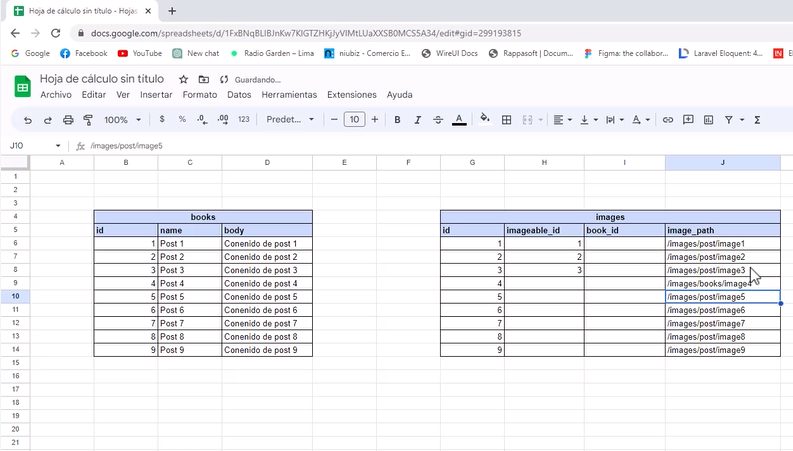 Hoja de cálculo sin título - Hojas
docs.google.com/spreadsheets/d/1FxBNqBLIBJnKw7KIGTZHKjJyVIMtLUaXXSB0MCS5A34/edit#gid=299193815
Google Facebook YouTube New chat Radio Garden – Lima niubiz - Comercio E... WireUI Docs Rappasoft | Docum... Figma: the collabor... Laravel Eloquent: 4... E
Hoja de cálculo sin título Guardando...
Archivo Editar Ver Insertar Formato Datos Herramientas Extensiones Ayuda
100% $ % .0 .00 123 Predet... − 10 + B I S A
J10 fx /images/post/image5
A B C D E F G H I J
1
2
3
4 books images
5 id name body id imageable_id book_id image_path
6 1 Post 1 Conenido de post 1 1 1 /images/post/image1
7 2 Post 2 Conenido de post 2 2 2 /images/post/image2
8 3 Post 3 Conenido de post 3 3 3 /images/post/image3
9 4 Post 4 Conenido de post 4 4 /images/books/image4
10 5 Post 5 Conenido de post 5 5 /images/post/image5
11 6 Post 6 Conenido de post 6 6 /images/post/image6
12 7 Post 7 Conenido de post 7 7 /images/post/image7
13 8 Post 8 Conenido de post 8 8 /images/post/image8
14 9 Post 9 Conenido de post 9 9 /images/post/image9
15
16
17
18
19
20
21